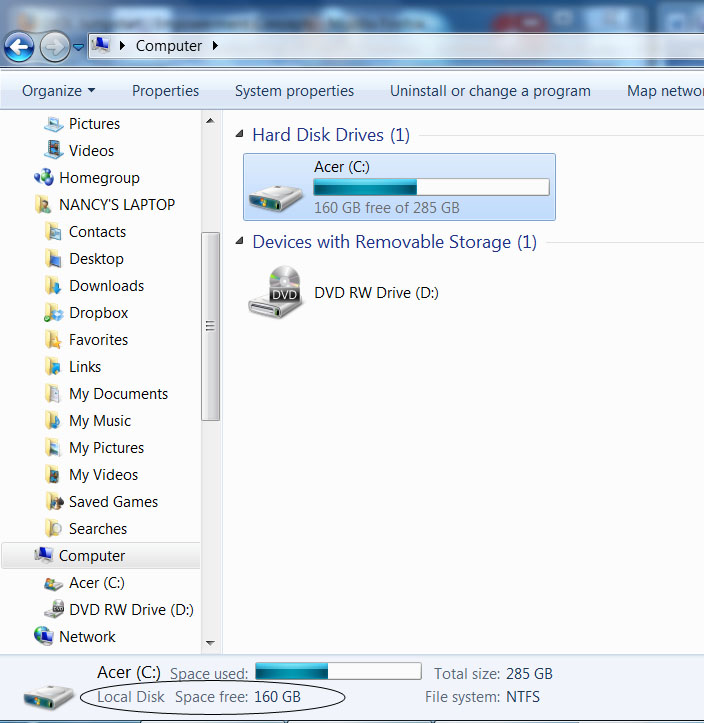 Computer
Organize Properties System properties Uninstall or change a program Map networ
Pictures
Videos
Homegroup
NANCY'S LAPTOP
Contacts
Desktop
Downloads
Dropbox
Favorites
Links
My Documents
My Music
My Pictures
My Videos
Saved Games
Searches
Computer
Acer (C:)
DVD RW Drive (D:)
Network
Hard Disk Drives (1)
Acer (C:)
160 GB free of 285 GB
Devices with Removable Storage (1)
DVD
DVD RW Drive (D:)
Acer (C:) Space used: Total size: 285 GB
Local Disk Space free: 160 GB File system: NTFS